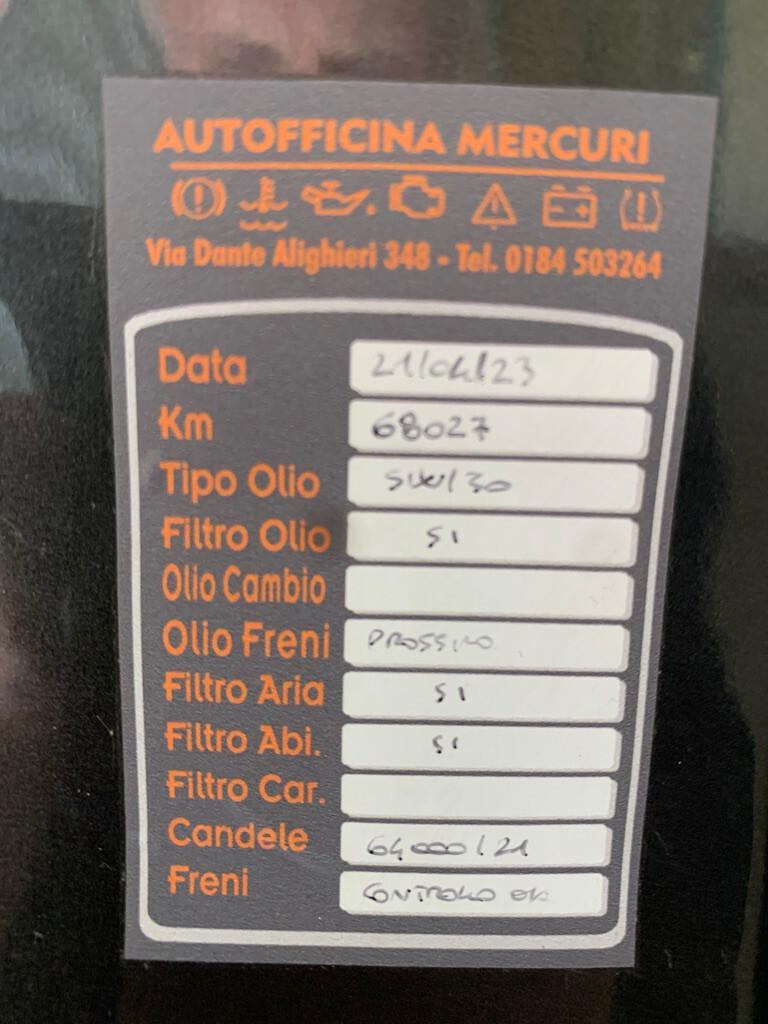 AUTOFFICINA MERCURI
Via Dante Alighieri 348 - Tel. 0184 503264
Data 21/04/23
Km 68027
Tipo Olio 5W/30
Filtro Olio SI
Olio Cambio
Olio Freni PROSSIMO
Filtro Aria SI
Filtro Abi. SI
Filtro Car.
Candele 64000/21
Freni CONTROLLO OK